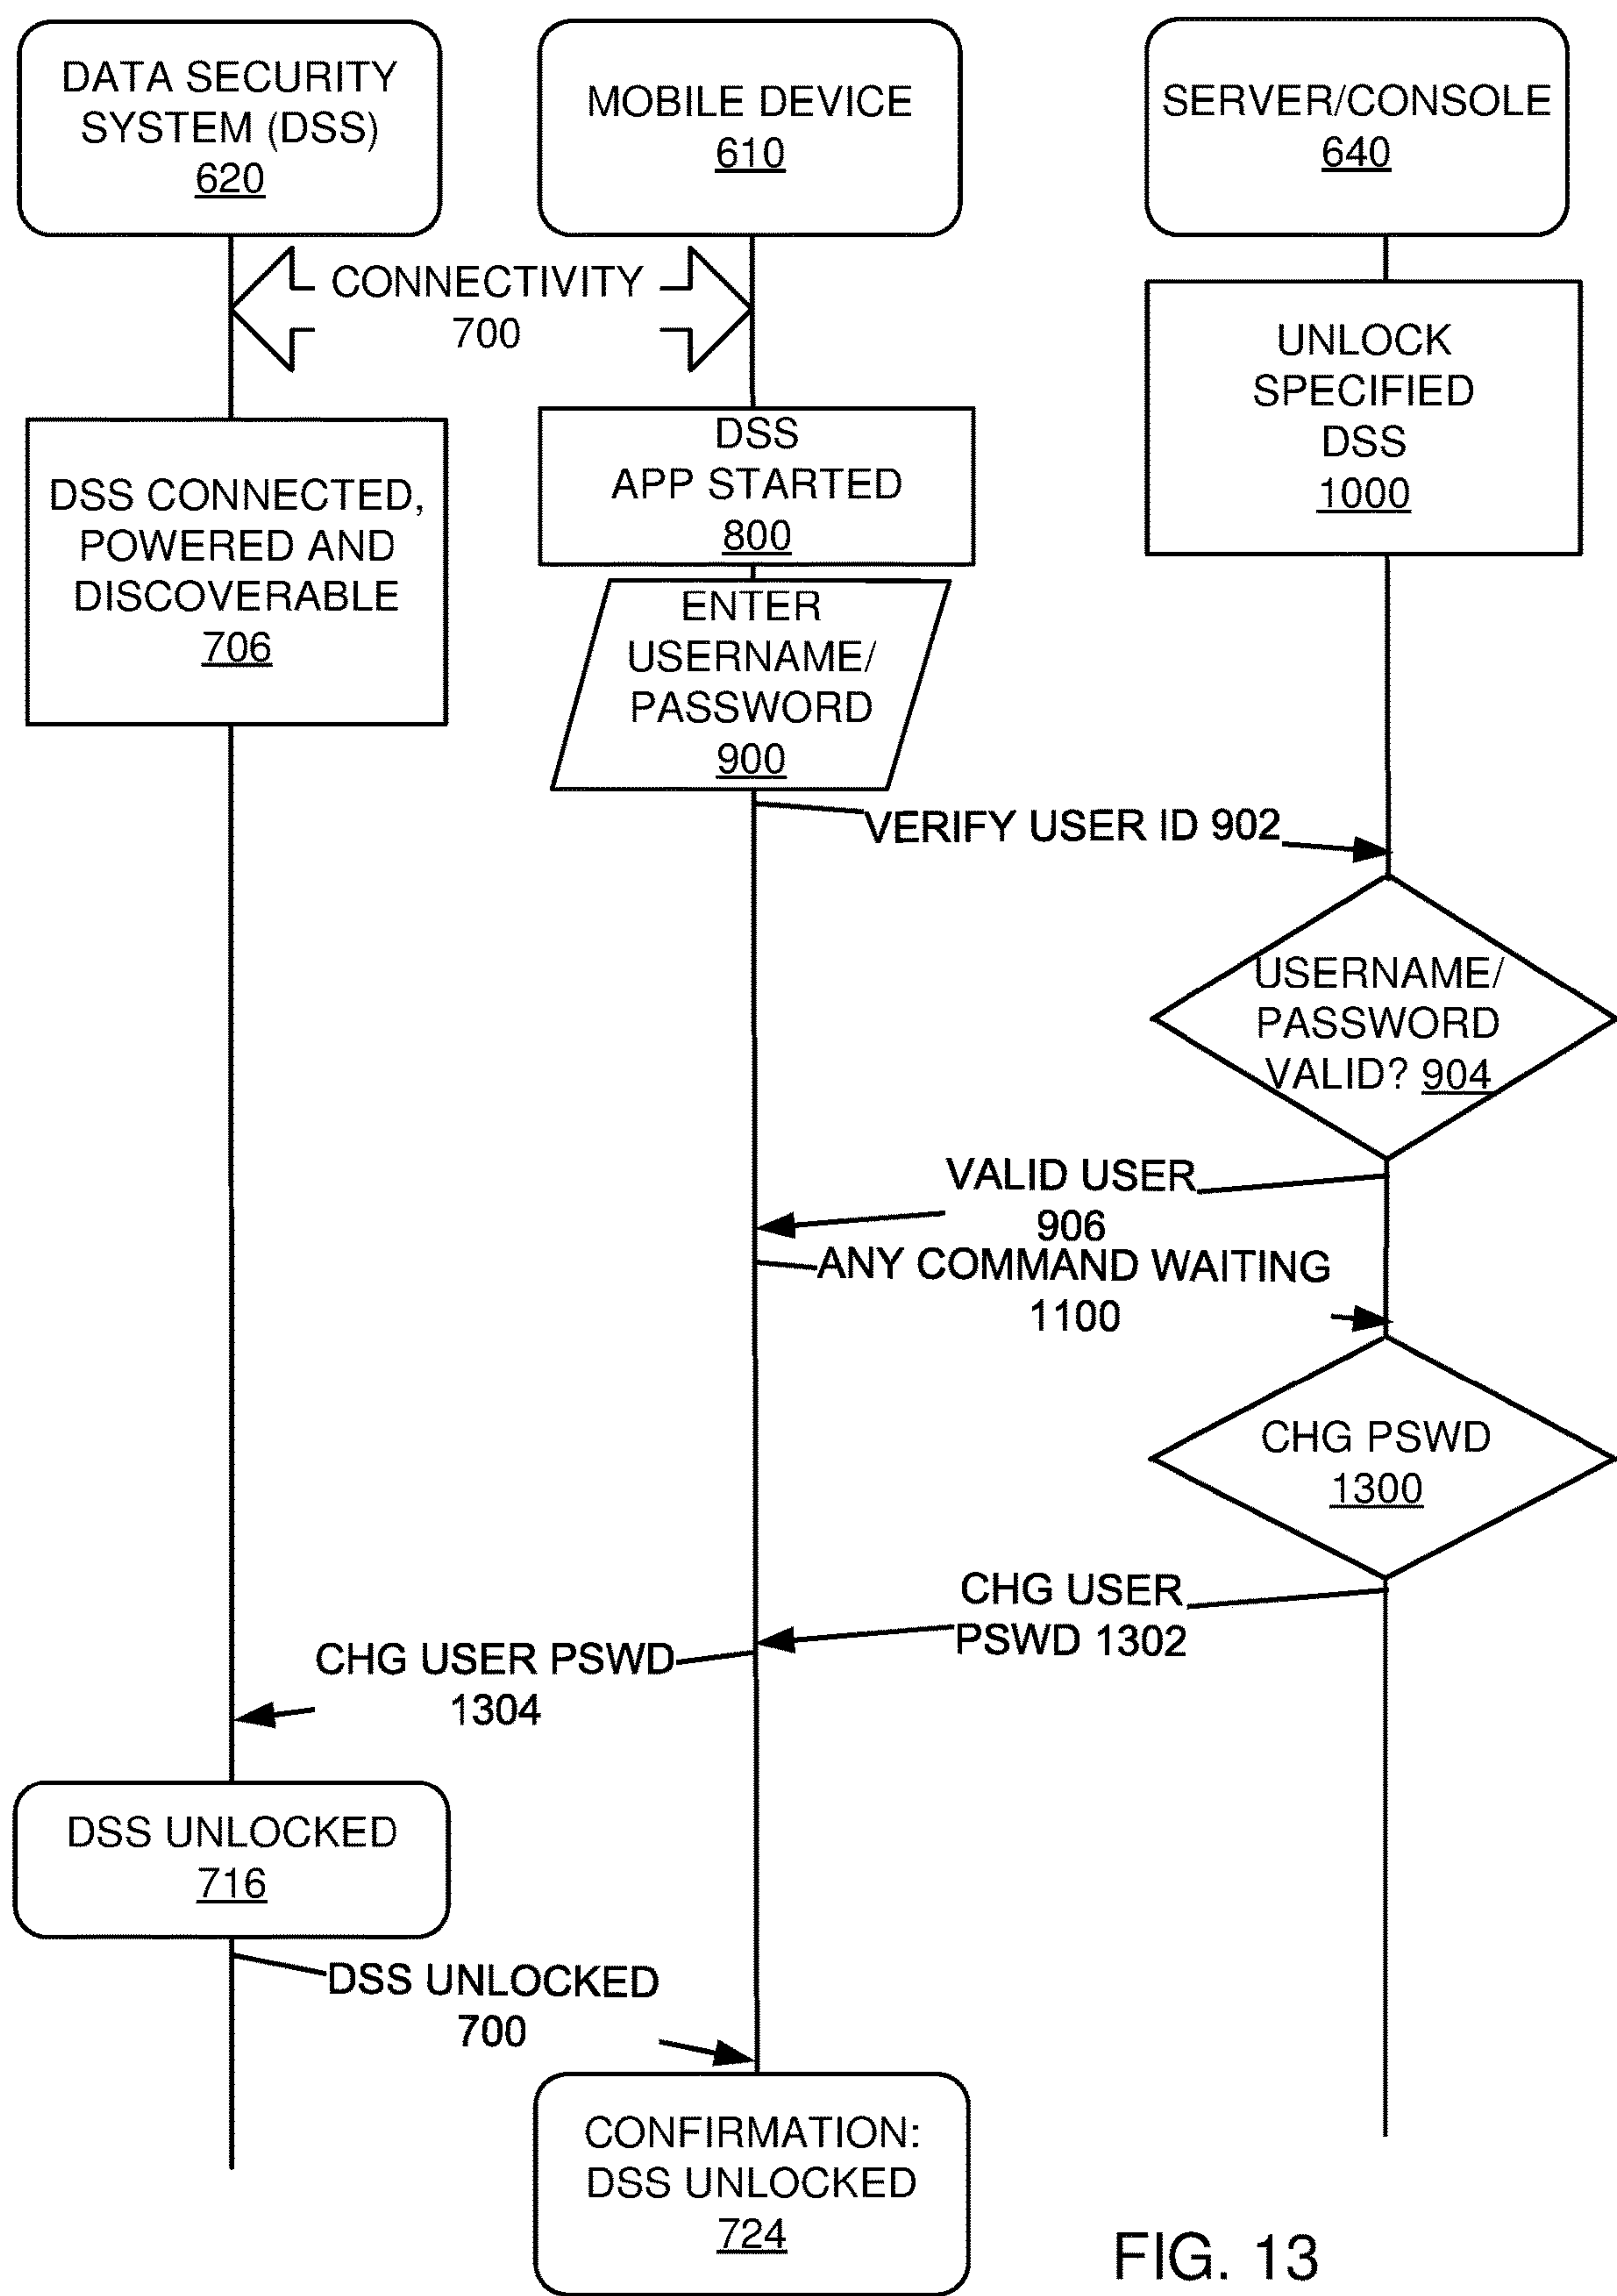 DATA SECURITY
SYSTEM (DSS)
620
MOBILE DEVICE
610
SERVER/CONSOLE
640
CONNECTIVITY
700
UNLOCK
SPECIFIED
DSS
1000
DSS CONNECTED,
POWERED AND
DISCOVERABLE
706
DSS
APP STARTED
800
ENTER
USERNAME/
PASSWORD
900
VERIFY USER ID 902
USERNAME/
PASSWORD
VALID? 904
VALID USER
906
ANY COMMAND WAITING
1100
CHG PSWD
1300
CHG USER
PSWD 1302
CHG USER PSWD
1304
DSS UNLOCKED
716
DSS UNLOCKED
700
CONFIRMATION:
DSS UNLOCKED
724
FIG. 13